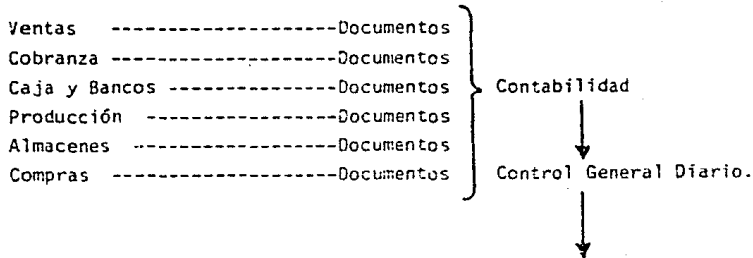 Ventas --------------------Documentos
Cobranza ------------------Documentos
Caja y Bancos -------------Documentos
Contabilidad
Producción ---------------Documentos
Almacenes -----------------Documentos
Compras ------------------Documentos
Control General Diario.